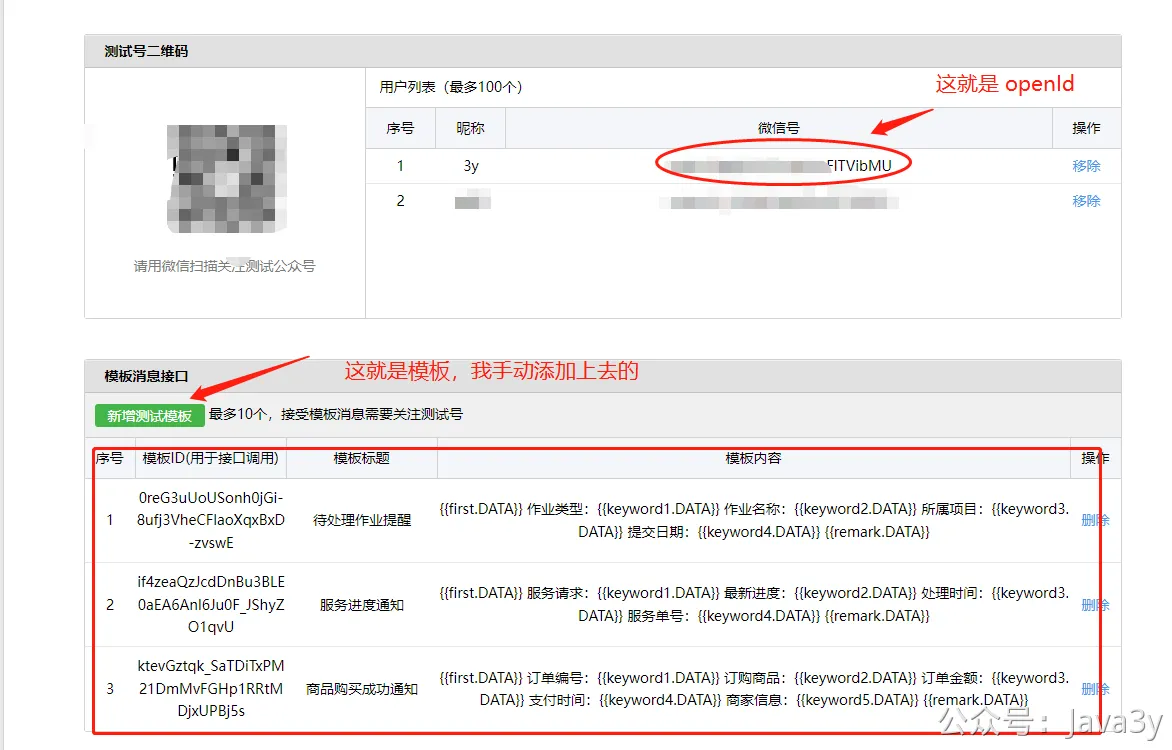 测试号二维码
用户列表（最多100个）
这就是 openId
序号 昵称 微信号 操作
1 3y FITVibMU 移除
2 移除
请用微信扫描关注测试公众号
模板消息接口
这就是模板，我手动添加上去的
新增测试模板 最多10个，接受模板消息需要关注测试号
序号 模板ID(用于接口调用) 模板标题 模板内容 操作
0reG3uUoUSonh0jGi-
8ufj3VheCFIaoXqxBxD
-zvswE
1 待处理作业提醒
{{first.DATA}} 作业类型：{{keyword1.DATA}} 作业名称：{{keyword2.DATA}} 所属项目：{{keyword3.
DATA}} 提交日期：{{keyword4.DATA}} {{remark.DATA}}
删除
if4zeaQzJcdDnBu3BLE
0aEA6AnI6Ju0F_JShyZ
O1qvU
2 服务进度通知
{{first.DATA}} 服务请求：{{keyword1.DATA}} 最新进度：{{keyword2.DATA}} 处理时间：{{keyword3.
DATA}} 服务单号：{{keyword4.DATA}} {{remark.DATA}}
删除
ktevGztqk_SaTDiTxPM
21DmMvFGHp1RRtM
DjxUPBj5s
3 商品购买成功通知
{{first.DATA}} 订单编号：{{keyword1.DATA}} 订购商品：{{keyword2.DATA}} 订单金额：{{keyword3.
DATA}} 支付时间：{{keyword4.DATA}} 商家信息：{{keyword5.DATA}} {{remark.DATA}}
删除
公众号：Java3y